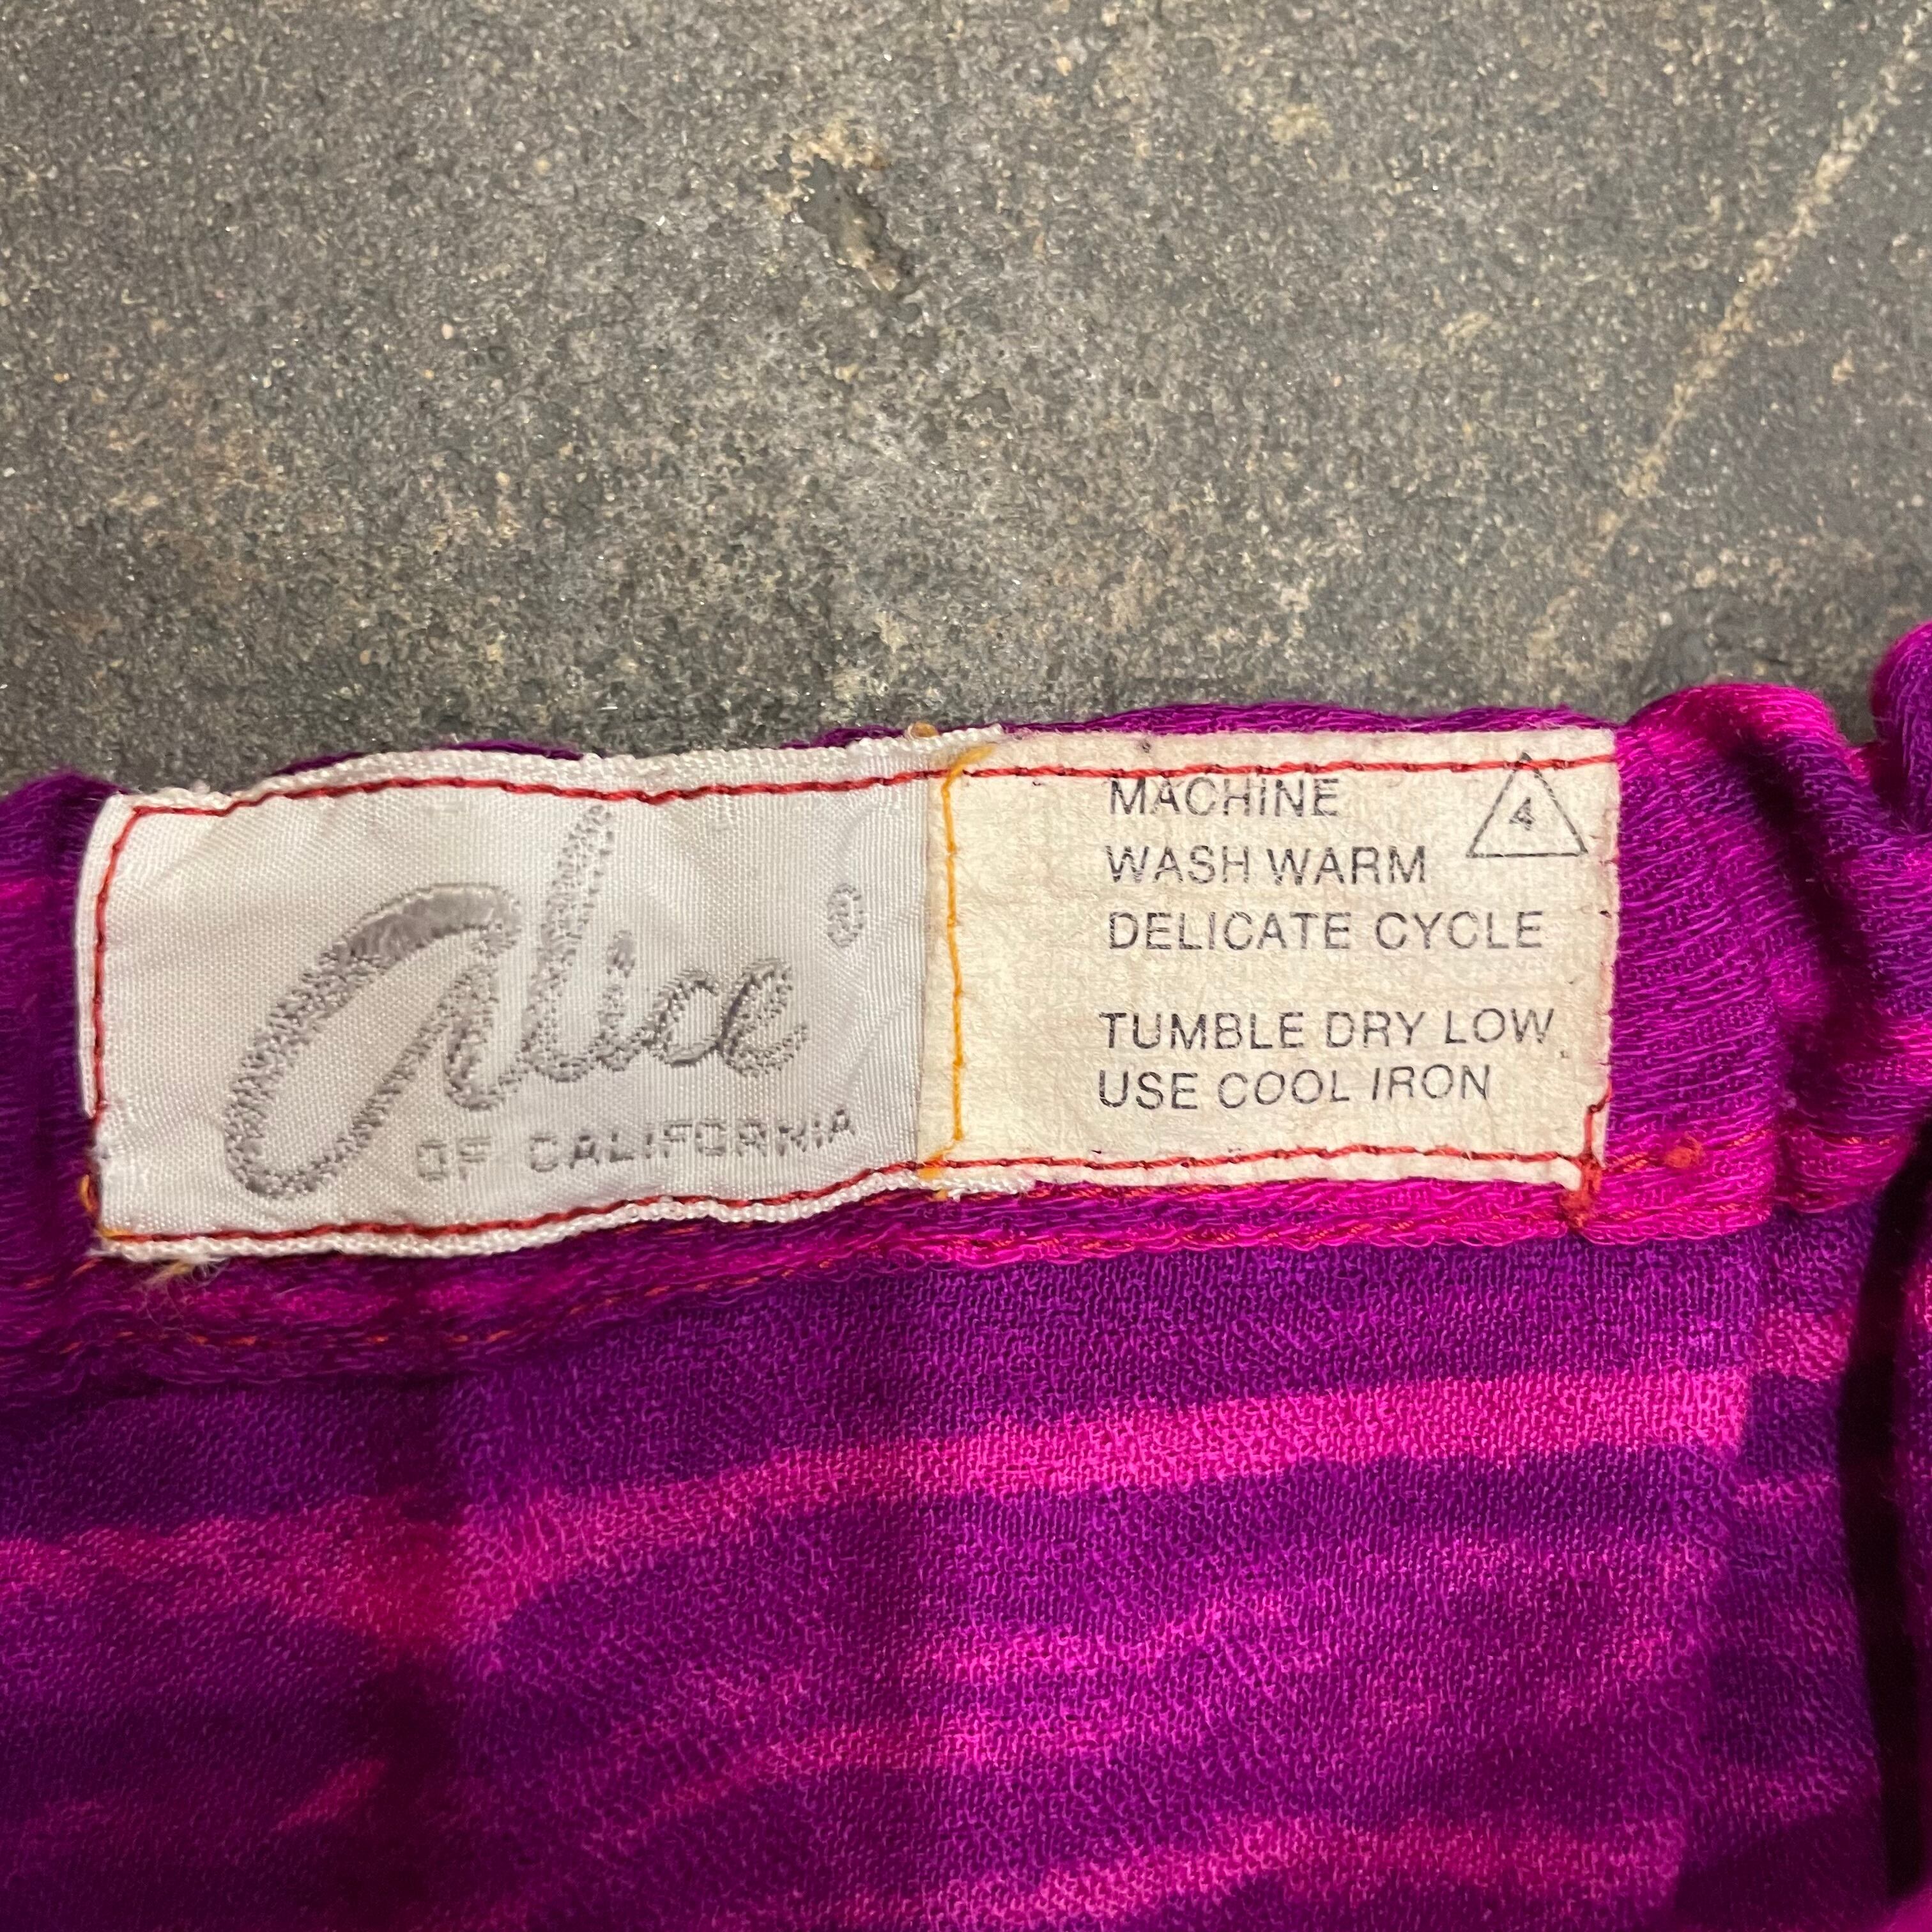 Alice ®
OF CALIFORNIA
MACHINE
4
WASH WARM
DELICATE CYCLE
TUMBLE DRY LOW
USE COOL IRON